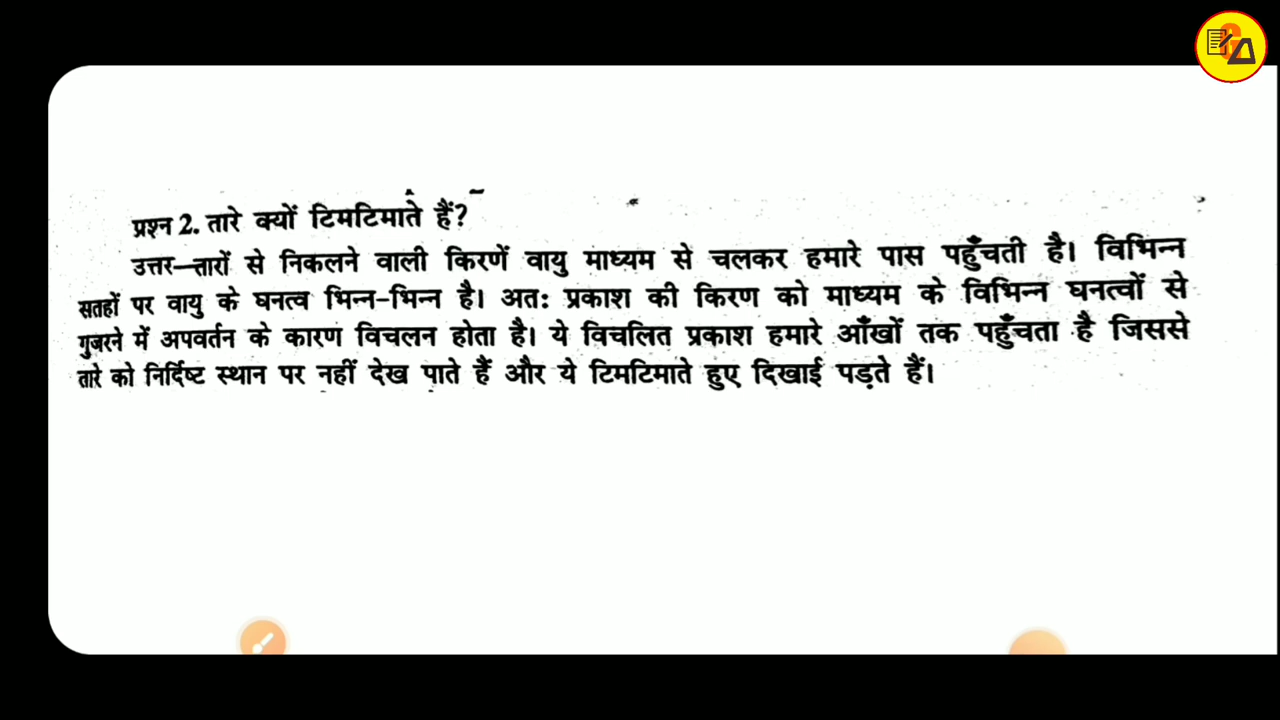 प्रश्न 2. तारे क्यों टिमटिमाते हैं?
उत्तर—तारों से निकलने वाली किरणें वायु माध्यम से चलकर हमारे पास पहुँचती है। विभिन्न
सतहों पर वायु के घनत्व भिन्न-भिन्न है। अतः प्रकाश की किरण को माध्यम के विभिन्न घनत्वों से
गुजरने में अपवर्तन के कारण विचलन होता है। ये विचलित प्रकाश हमारे आँखों तक पहुँचता है जिससे
तारे को निर्दिष्ट स्थान पर नहीं देख पाते हैं और ये टिमटिमाते हुए दिखाई पड़ते हैं।